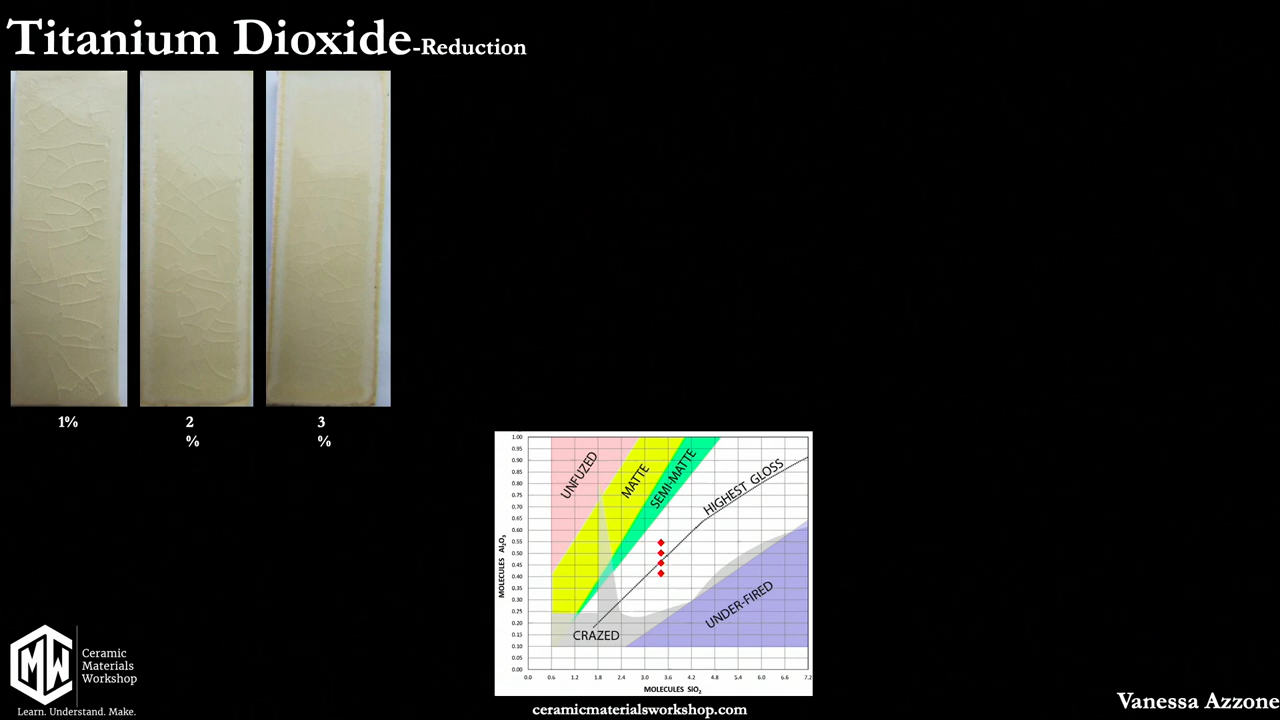 Titanium Dioxide-Reduction
1%
2
%
3
%
UNFUZED
MATTE
SEMI-MATTE
HIGHEST GLOSS
UNDER-FIRED
CRAZED
MOLECULES Al₂O₃
1.00
0.95
0.90
0.85
0.80
0.75
0.70
0.65
0.60
0.55
0.50
0.45
0.40
0.35
0.30
0.25
0.20
0.15
0.10
0.05
0.00
0.0 0.6 1.2 1.8 2.4 3.0 3.6 4.2 4.8 5.4 6.0 6.6 7.2
MOLECULES SiO₂
MW
Ceramic
Materials
Workshop
Learn. Understand. Make.
ceramicmaterialsworkshop.com
Vanessa Azzone